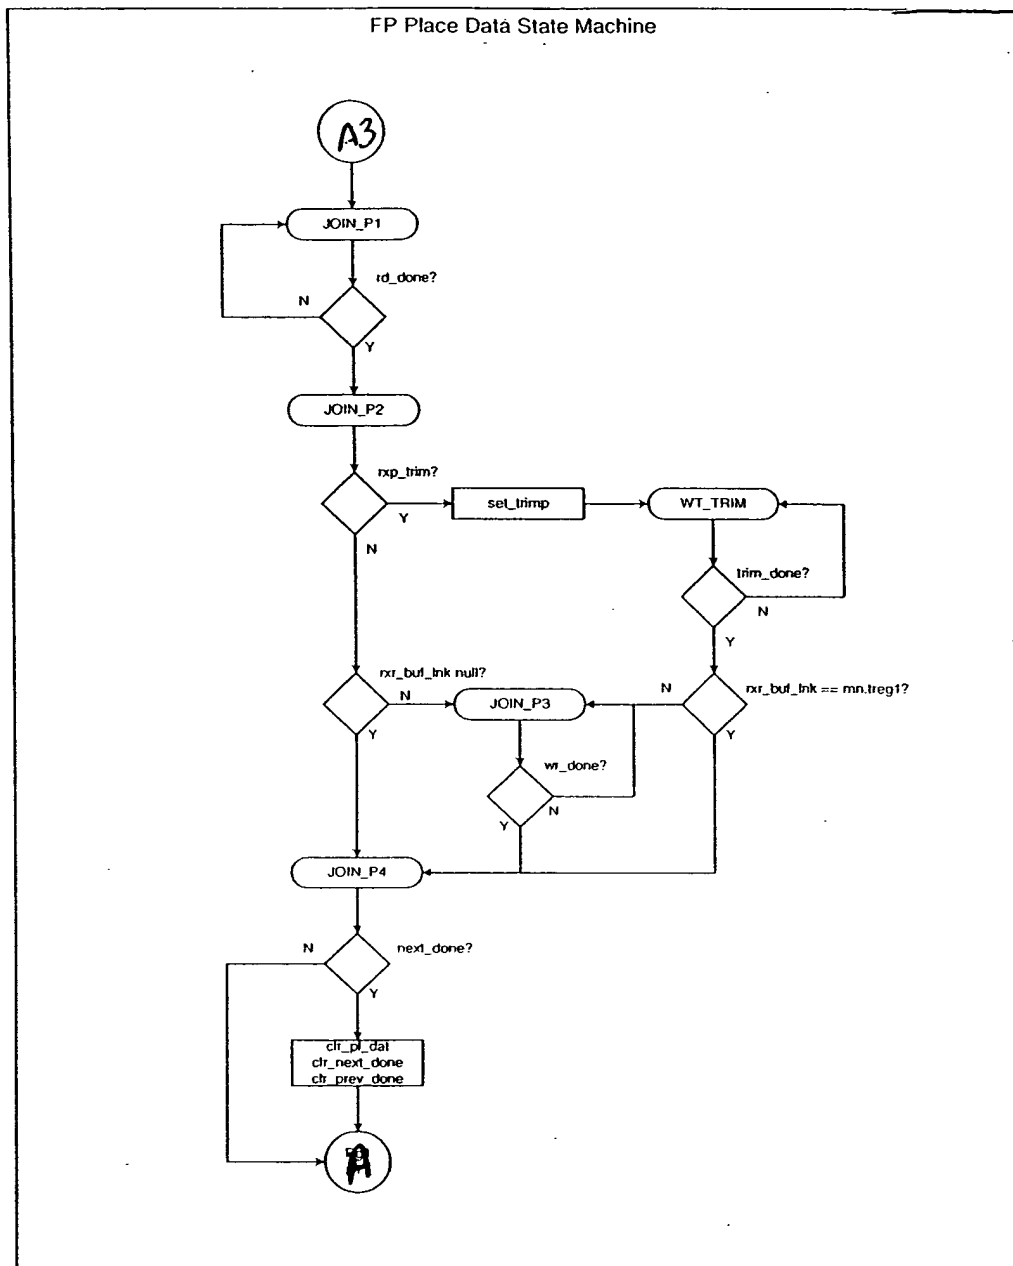 FP Place Data State Machine
A3
JOIN_P1
rd_done?
N
Y
JOIN_P2
rxp_trim?
Y
set_trimp
WT_TRIM
N
trim_done?
N
Y
rxr_buf_lnk null?
N
JOIN_P3
N
rxr_buf_lnk == mn.treg1?
Y
Y
wr_done?
Y
N
JOIN_P4
N
next_done?
Y
clr_pl_dat
clr_next_done
clr_prev_done
A